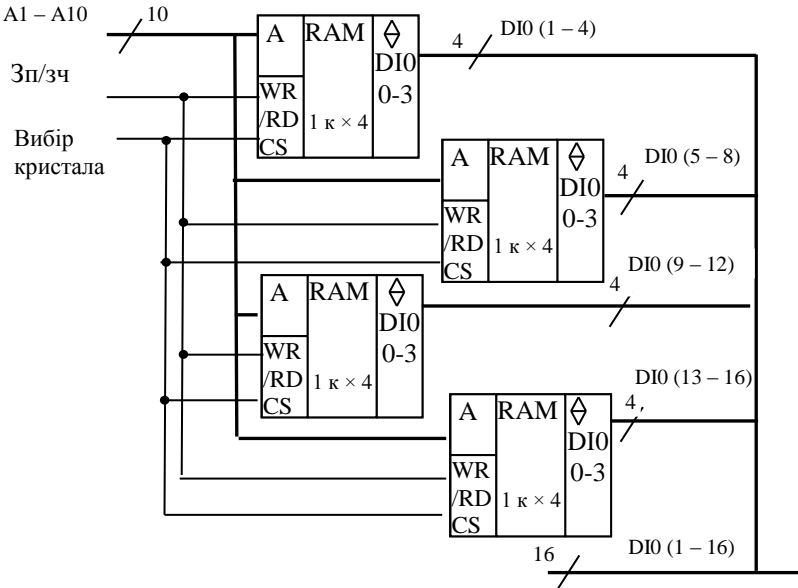 A1 – A10
10
Зп/зч
Вибір
кристала
A RAM
DI0
0-3
WR
/RD
CS
1 к × 4
4
DI0 (1 – 4)
A RAM
DI0
0-3
WR
/RD
CS
1 к × 4
4
DI0 (5 – 8)
A RAM
DI0
0-3
WR
/RD
CS
1 к × 4
4
DI0 (9 – 12)
A RAM
DI0
0-3
WR
/RD
CS
1 к × 4
4,
DI0 (13 – 16)
16
DI0 (1 – 16)